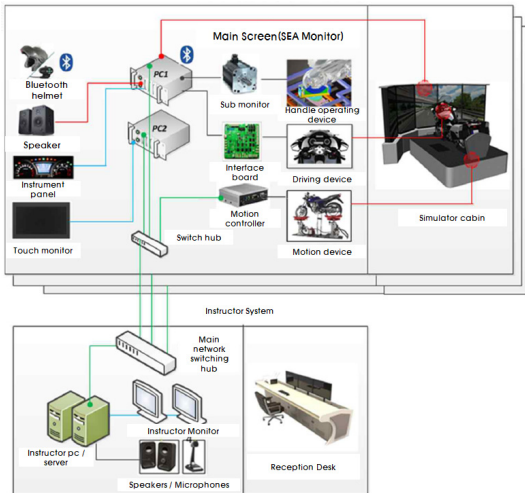 Main Screen(SEA Monitor)
PC1
Bluetooth
helmet
Sub monitor
Handle operating
device
PC2
Speaker
Instrument
panel
Interface
board
Driving device
Touch monitor
Switch hub
Motion
controller
Motion device
Simulator cabin
Instructor System
Main
network
switching
hub
Instructor Monitor
Instructor pc /
server
Speakers / Microphones
Reception Desk